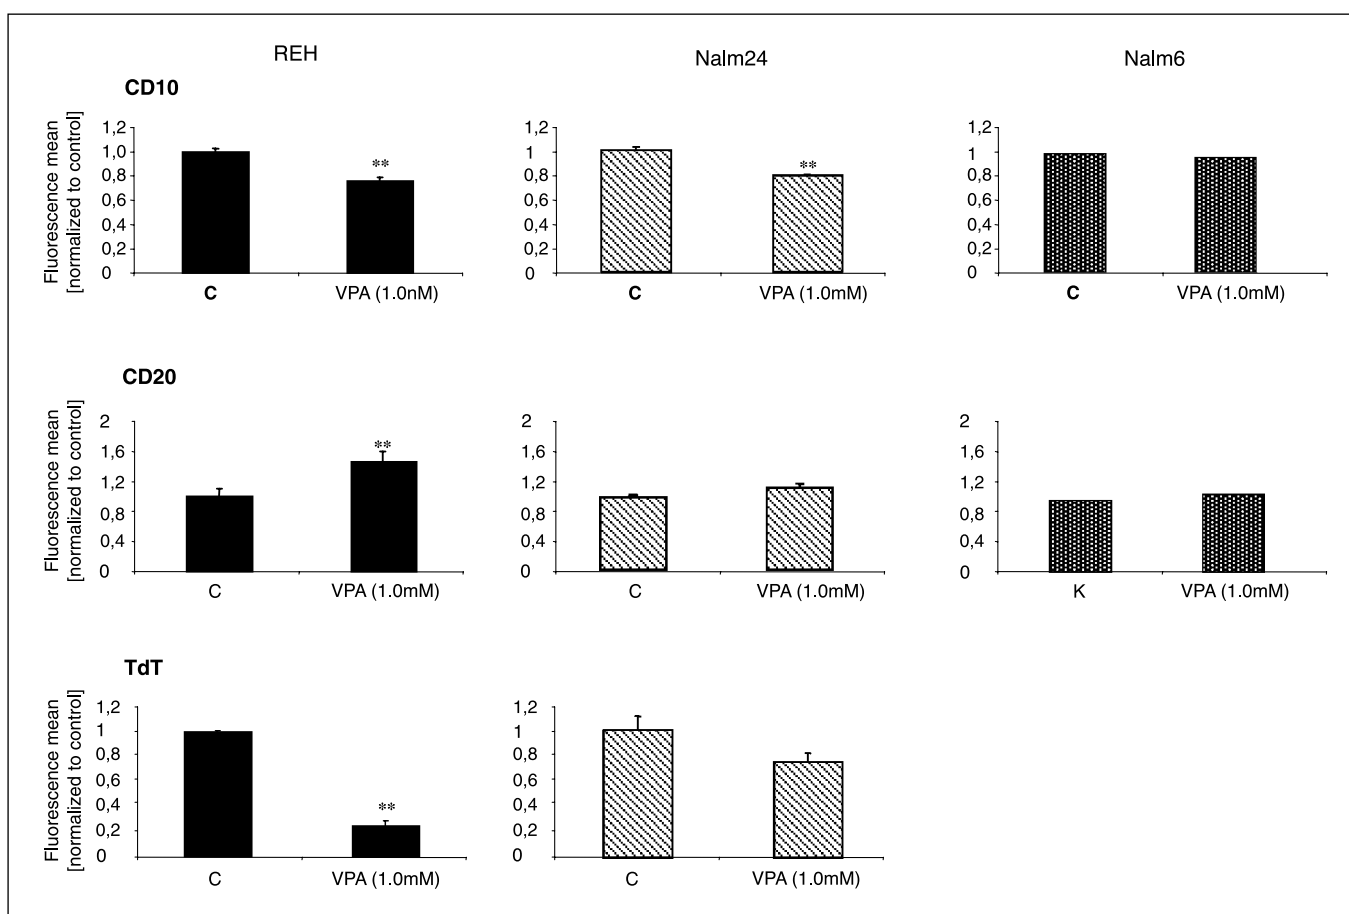 REH
Nalm24
Nalm6
CD10
Fluorescence mean
[normalized to control]
1,2
1,0
0,8
0,6
0,4
0,2
0
**
C
VPA (1.0nM)
1,2
1
0,8
0,6
0,4
0,2
0
**
C
VPA (1.0mM)
1,2
1
0,8
0,6
0,4
0,2
0
C
VPA (1.0mM)
CD20
Fluorescence mean
[normalized to control]
2
1,6
1,2
0,8
0,4
0
**
C
VPA (1.0mM)
2
1,6
1,2
0,8
0,4
0
C
VPA (1.0mM)
2
1,6
1,2
0,8
0,4
0
K
VPA (1.0mM)
TdT
Fluorescence mean
[normalized to control]
1,2
1
0,8
0,6
0,4
0,2
0
**
C
VPA (1.0mM)
1,2
1
0,8
0,6
0,4
0,2
0
C
VPA (1.0mM)